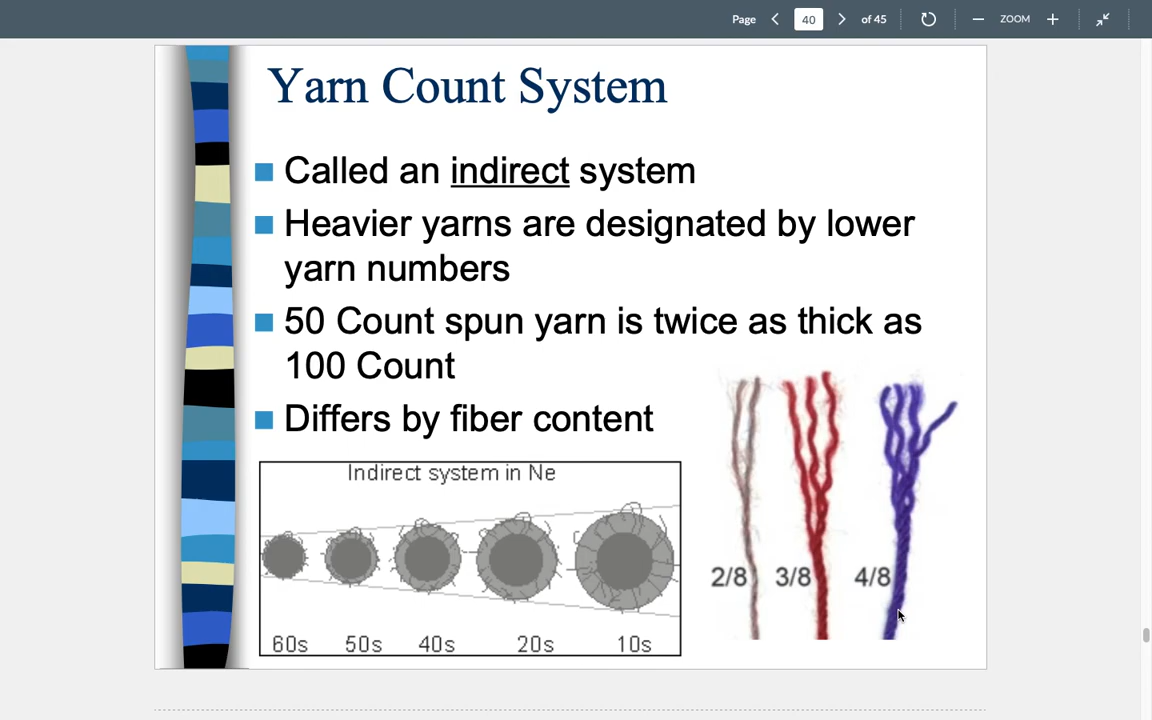 Page 40 of 45 ZOOM
Yarn Count System
Called an indirect system
Heavier yarns are designated by lower
yarn numbers
50 Count spun yarn is twice as thick as
100 Count
Differs by fiber content
Indirect system in Ne
60s 50s 40s 20s 10s
2/8 3/8 4/8